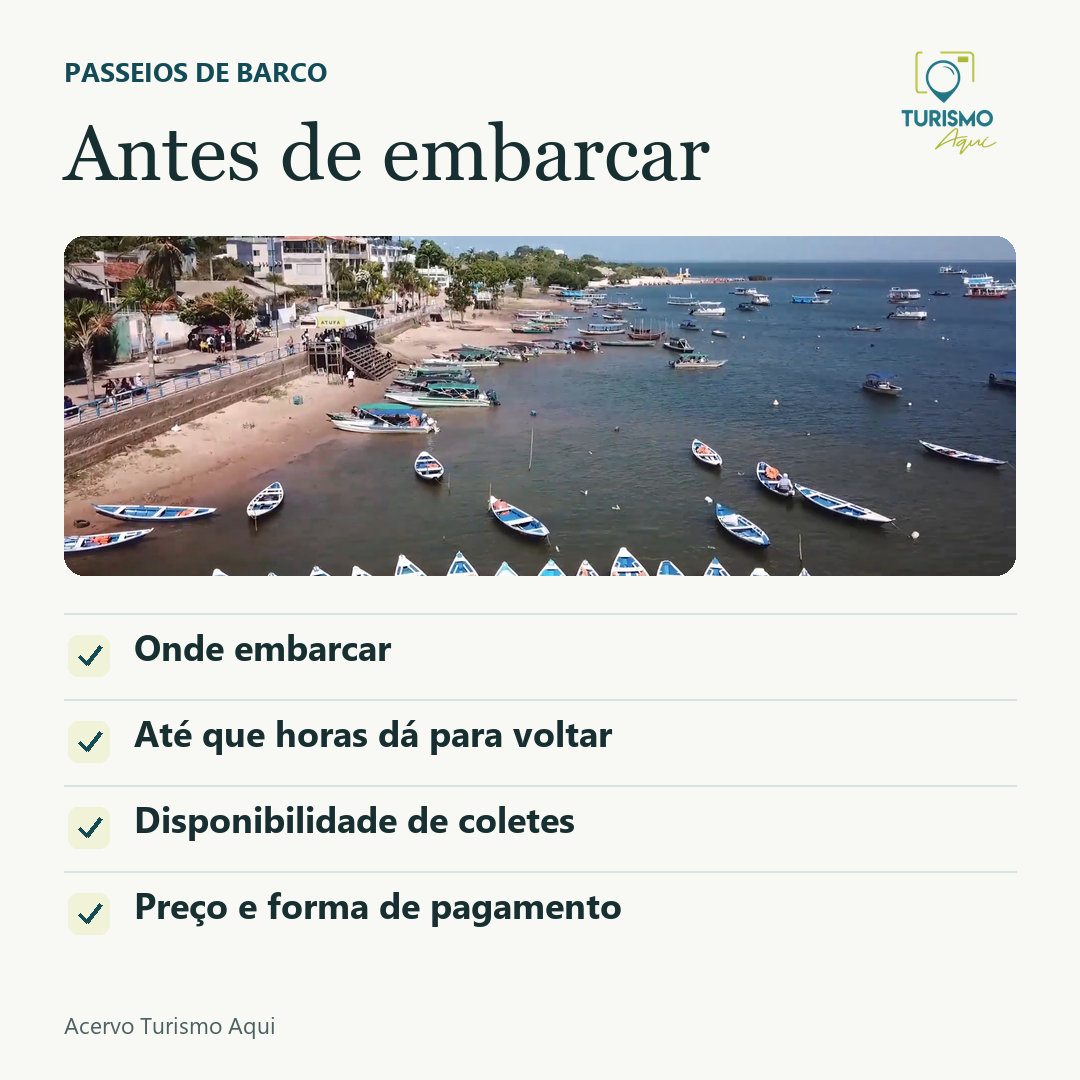 PASSEIOS DE BARCO
TURISMO
Aqui
Antes de embarcar
ATUFA
Onde embarcar
Até que horas dá para voltar
Disponibilidade de coletes
Preço e forma de pagamento
Acervo Turismo Aqui